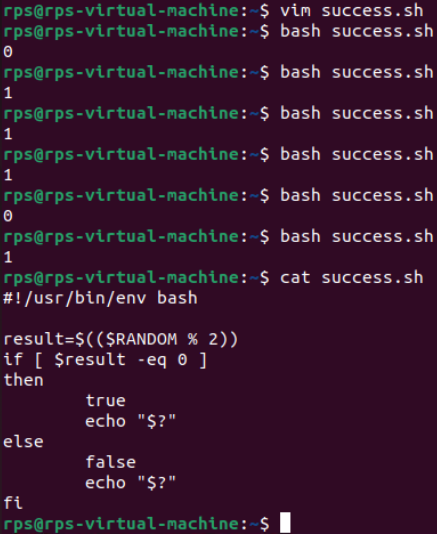 rps@rps-virtual-machine:~$ vim success.sh
rps@rps-virtual-machine:~$ bash success.sh
0
rps@rps-virtual-machine:~$ bash success.sh
1
rps@rps-virtual-machine:~$ bash success.sh
1
rps@rps-virtual-machine:~$ bash success.sh
1
rps@rps-virtual-machine:~$ bash success.sh
0
rps@rps-virtual-machine:~$ bash success.sh
1
rps@rps-virtual-machine:~$ cat success.sh
#!/usr/bin/env bash

result=$(($RANDOM % 2))
if [ $result -eq 0 ]
then
        true
        echo "$?"
else
        false
        echo "$?"
fi
rps@rps-virtual-machine:~$